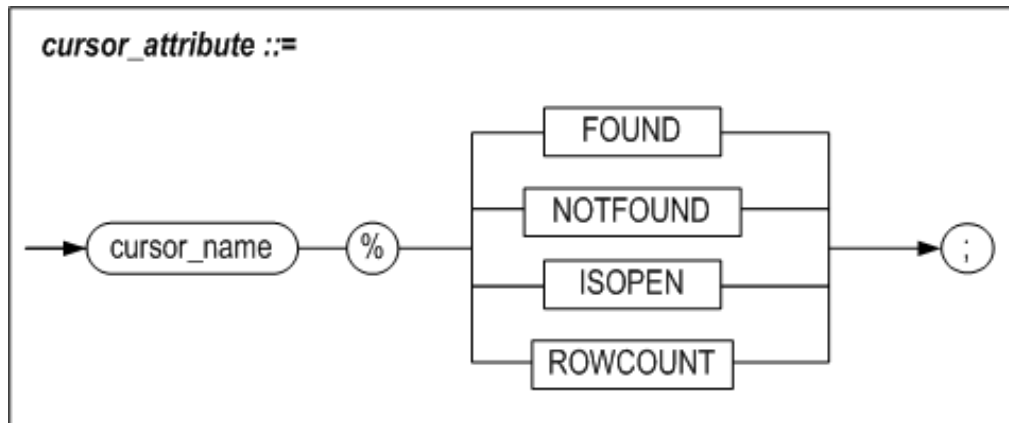 cursor_attribute ::=
FOUND
NOTFOUND
cursor_name % ;
ISOPEN
ROWCOUNT